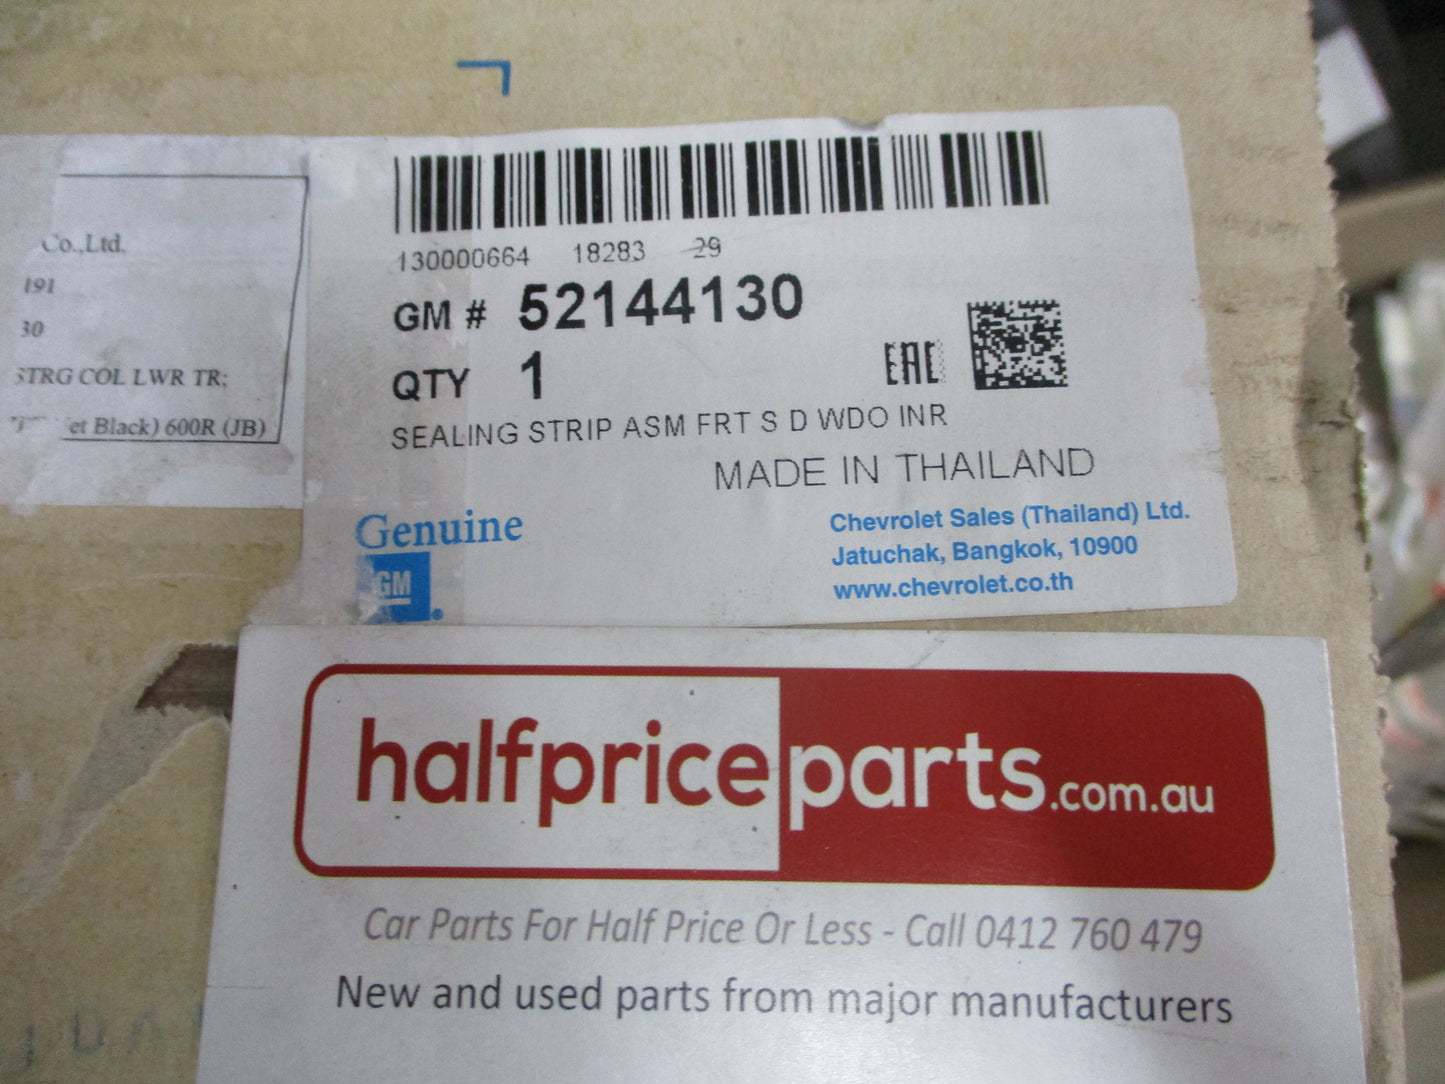 Co.,Ltd.
191
30
STRG COL LWR TR;
et Black) 600R (JB)
130000664 18283 29
GM # 52144130
QTY 1
EAC
SEALING STRIP ASM FRT S D WDO INR
MADE IN THAILAND
Genuine
GM
Chevrolet Sales (Thailand) Ltd.
Jatuchak, Bangkok, 10900
www.chevrolet.co.th
halfpriceparts.com.au
Car Parts For Half Price Or Less - Call 0412 760 479
New and used parts from major manufacturers